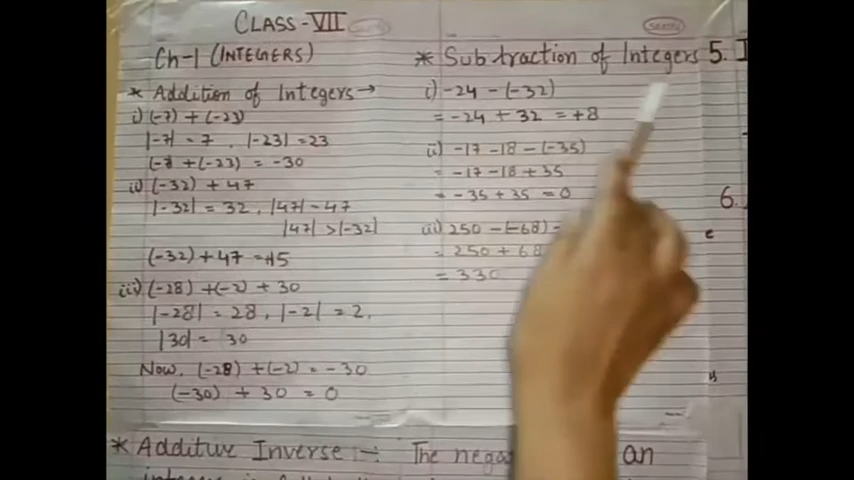 CLASS-VII
Ch-1 (INTEGERS)
* Addition of Integers →
i) (-7) + (-23)
|-7| = 7 , |-23| = 23
(-7 + (-23) = -30
ii) (-32) + 47
|-32| = 32 , |47| = 47
|47| > |-32|
(-32) + 47 = +15
iii) (-28) + (-2) + 30
|-28| = 28 , |-2| = 2 ,
|30| = 30
Now, (-28) + (-2) = -30
(-30) + 30 = 0
* Subtraction of Integers
i) -24 - (-32)
= -24 + 32 = +8
ii) -17 -18 - (-35)
= -17 -18 + 35
= -35 + 35 = 0
iii) 250 - (-68) -
= 250 + 68
= 330
5. I
6.
* Additive Inverse :- The an